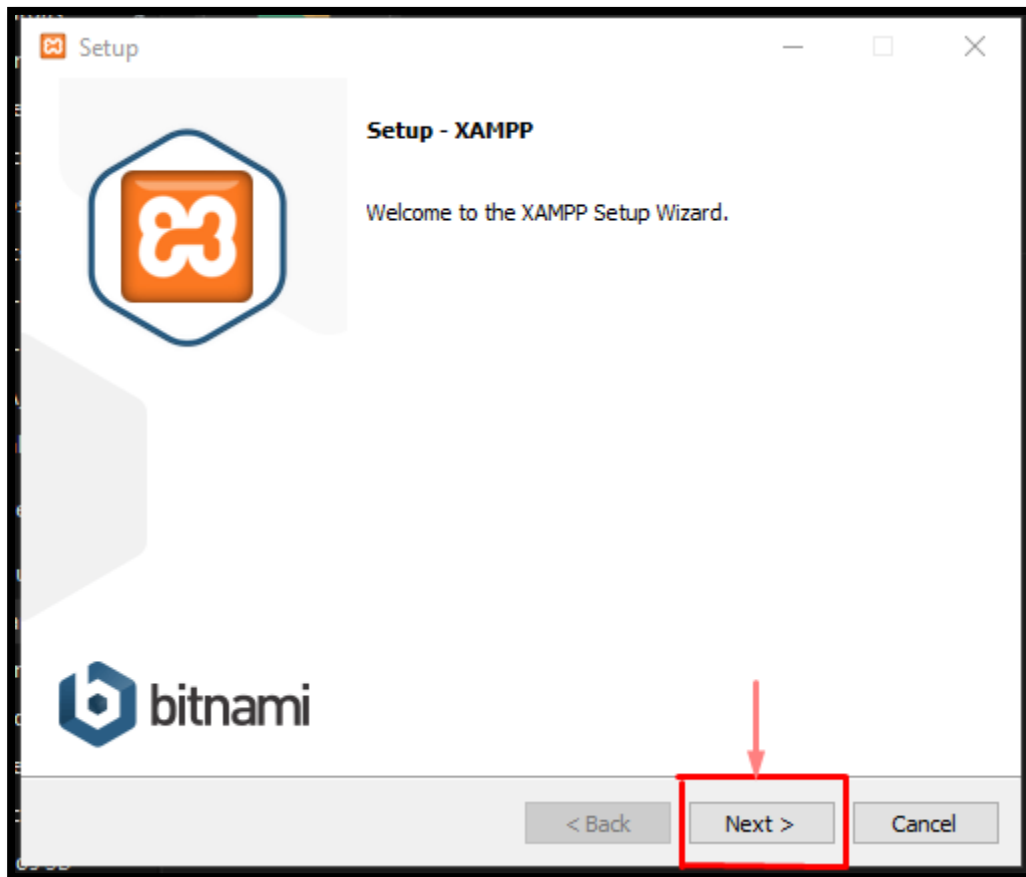 Setup
Setup - XAMPP
Welcome to the XAMPP Setup Wizard.
bitnami
< Back Next > Cancel